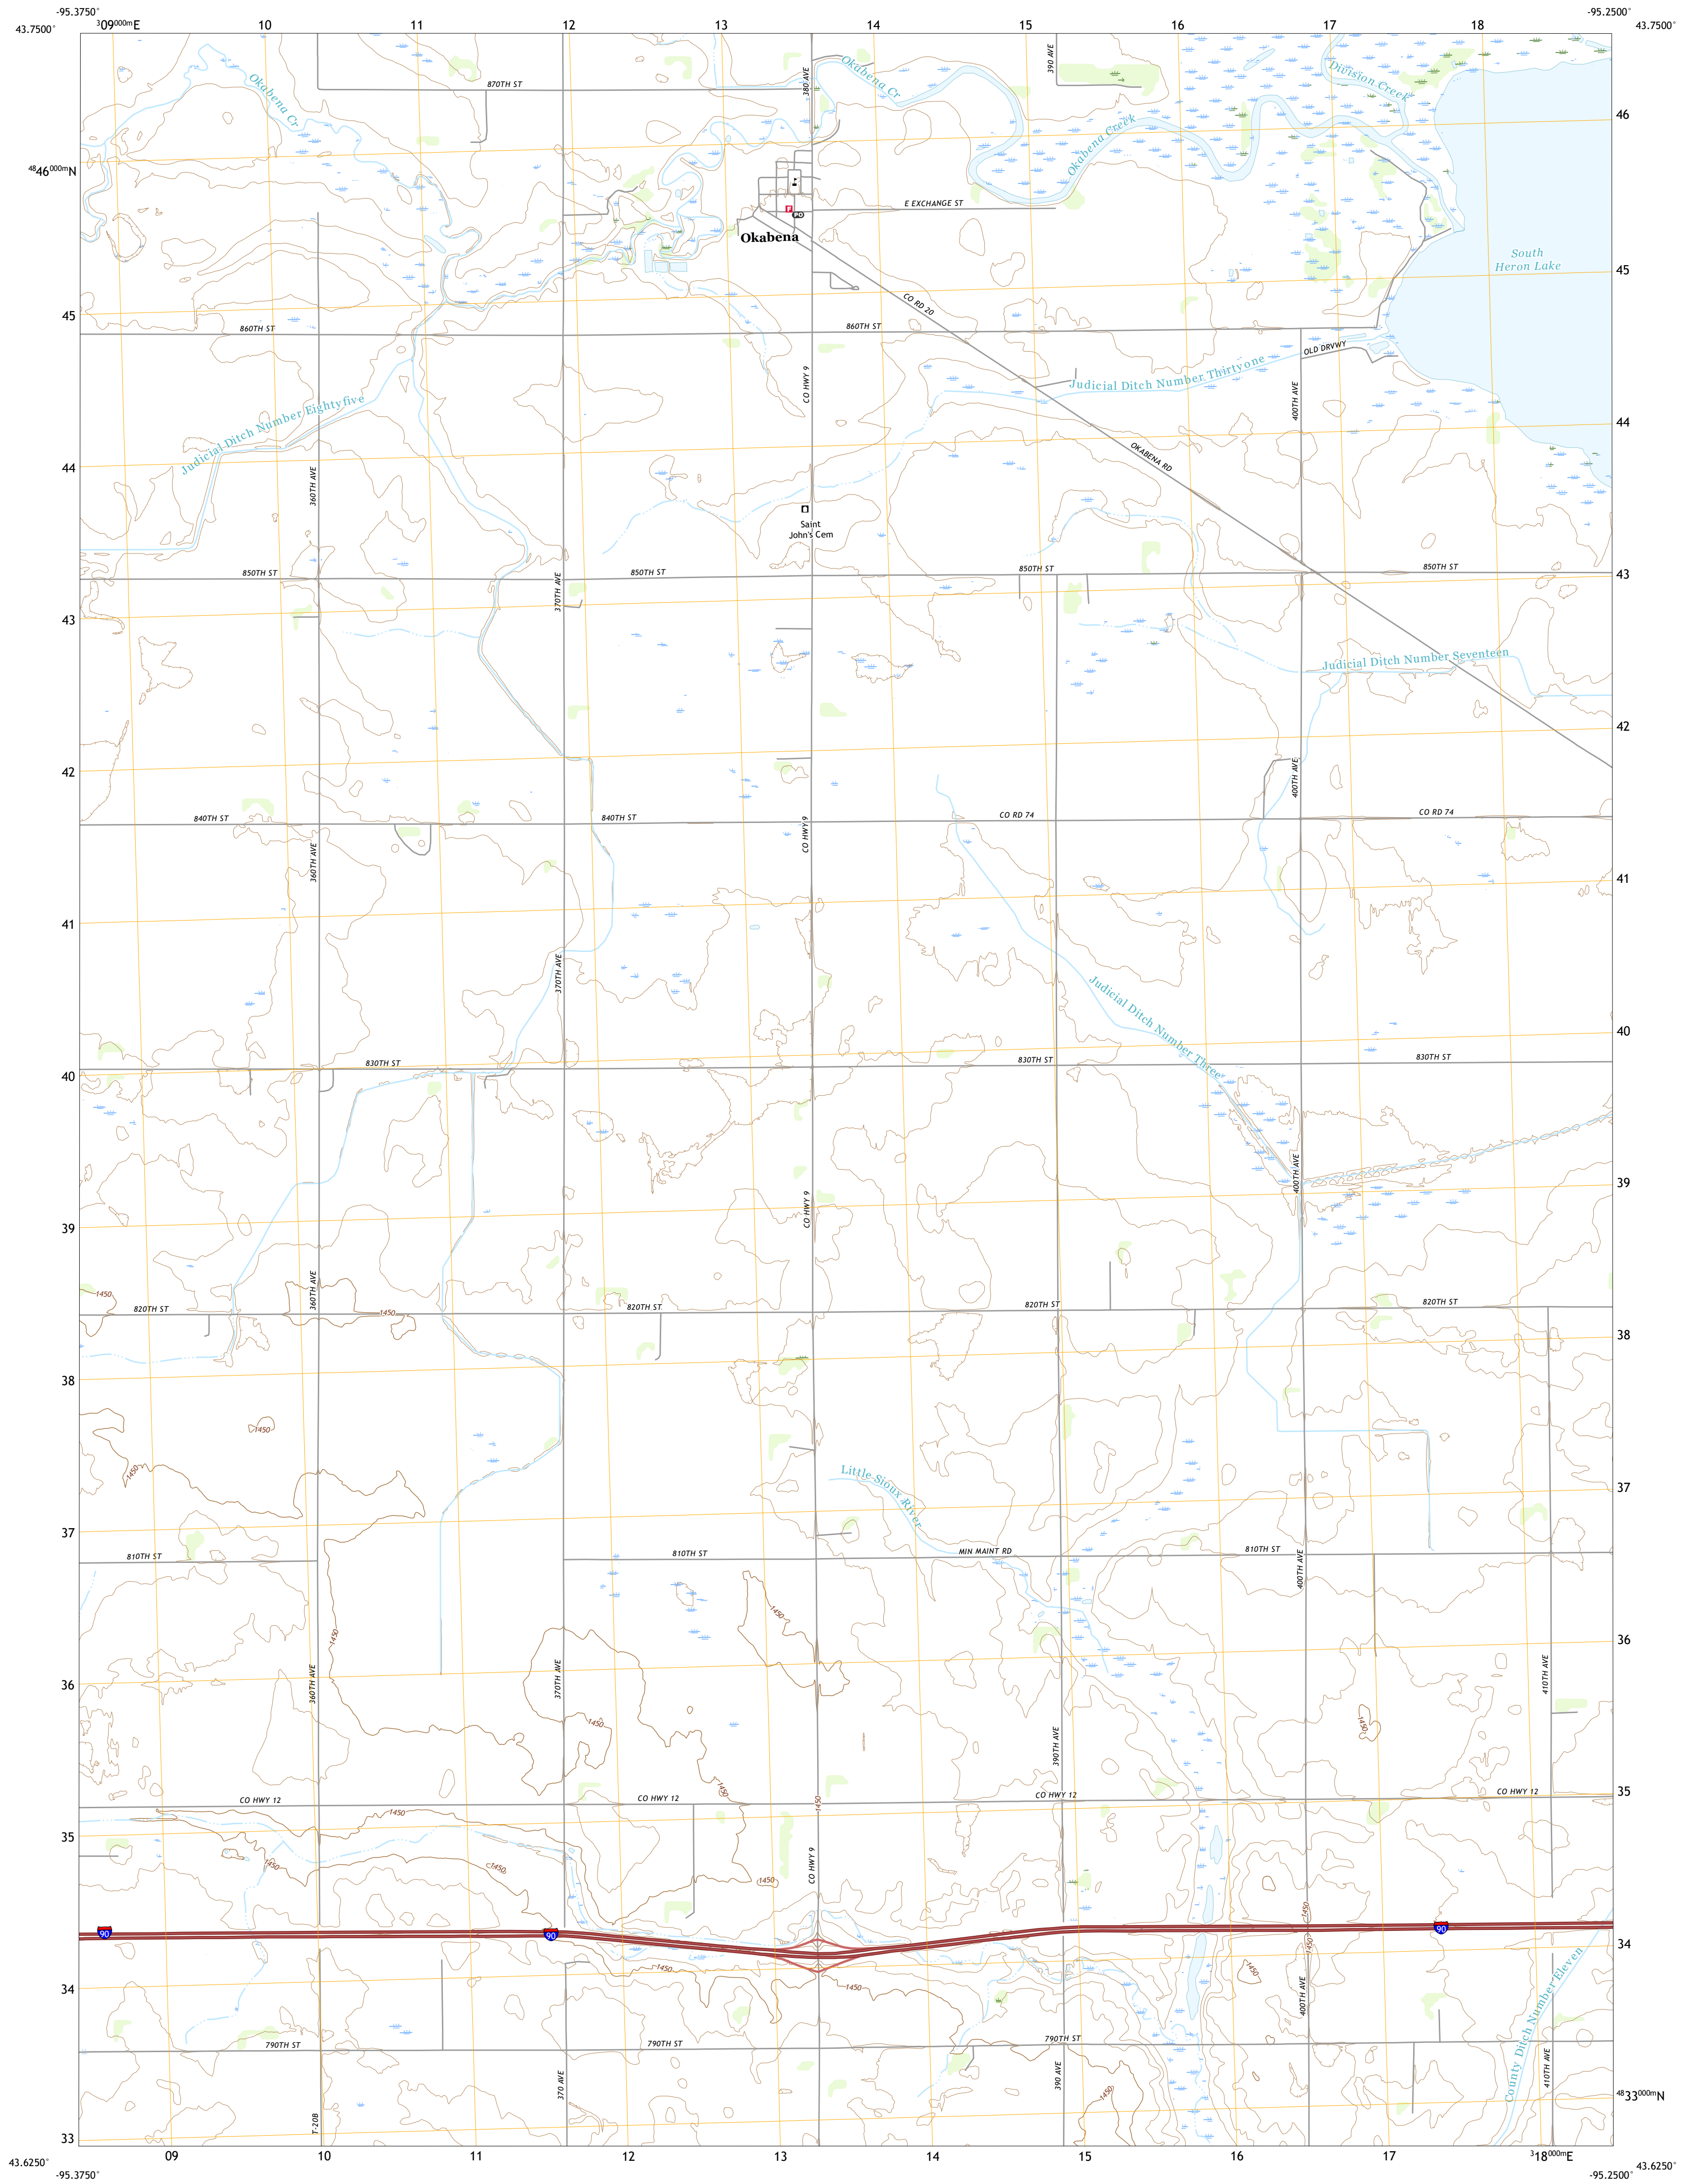 -95.3750°
-95.2500°
43.7500°
³09⁰⁰⁰ᵐE
10
11
12
13
14
15
16
17
18
43.7500°
Okabena Cr
870TH ST
380 AVE
Okabena Cr
390 AVE
Division Creek
46
Okabena Creek
⁴⁸46⁰⁰⁰ᵐN
E EXCHANGE ST
F
PO
Okabena
South
Heron Lake
45
CO RD 20
45
860TH ST
860TH ST
OLD DRVWY
Judicial Ditch Number Thirtyone
CO HWY 9
400TH AVE
Judicial Ditch Number Eightyfive
44
44
360TH AVE
OKABENA RD
Saint
John's Cem
850TH ST
850TH ST
850TH ST
850TH ST
43
370TH AVE
43
Judicial Ditch Number Seventeen
42
42
400TH AVE
840TH ST
840TH ST
CO RD 74
CO RD 74
CO HWY 9
360TH AVE
41
41
370TH AVE
Judicial Ditch Number Three
40
830TH ST
830TH ST
830TH ST
40
400TH AVE
39
CO HWY 9
39
1450
360TH AVE
820TH ST
1450
820TH ST
820TH ST
820TH ST
38
38
1450
1450
Little Sioux River
37
37
810TH ST
810TH ST
MIN MAINT RD
810TH ST
400TH AVE
1450
1450
36
36
360TH AVE
370TH AVE
410TH AVE
1450
1450
390TH AVE
1450
35
CO HWY 12
CO HWY 12
CO HWY 12
CO HWY 12
1450
1450
35
1450
1450
CO HWY 9
1450
1450
90
90
90
34
1450
1450
1450
1450
34
400TH AVE
County Ditch Number Eleven
790TH ST
790TH ST
790TH ST
370 AVE
390 AVE
410TH AVE
1450
⁴⁸33⁰⁰⁰ᵐN
T-208
33
09
10
11
12
13
14
15
16
17
³18⁰⁰⁰ᵐE
43.6250°
43.6250°
-95.3750°
-95.2500°